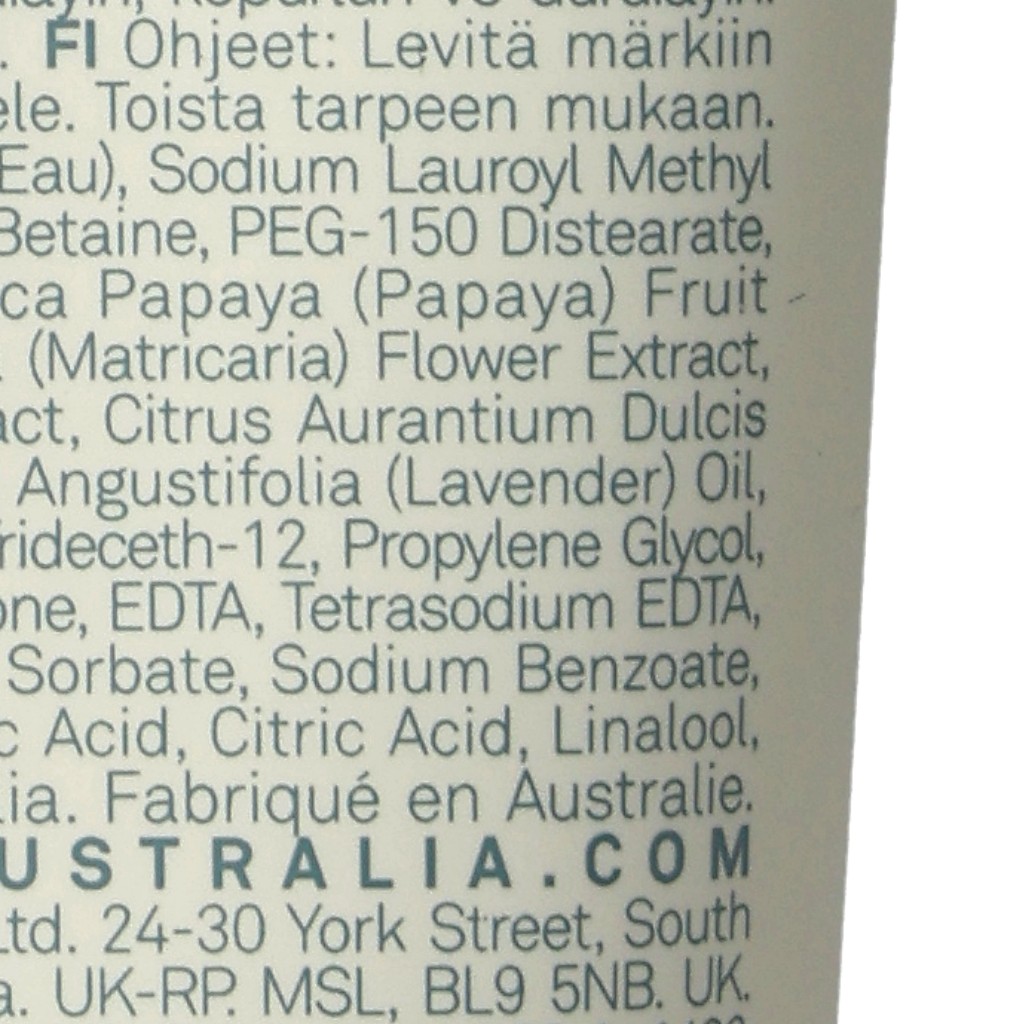 . FI Ohjeet: Levitä märkiin
ele. Toista tarpeen mukaan.
Eau), Sodium Lauroyl Methyl
Betaine, PEG-150 Distearate,
ca Papaya (Papaya) Fruit
(Matricaria) Flower Extract,
act, Citrus Aurantium Dulcis
Angustifolia (Lavender) Oil,
rideceth-12, Propylene Glycol,
one, EDTA, Tetrasodium EDTA,
Sorbate, Sodium Benzoate,
c Acid, Citric Acid, Linalool,
ia. Fabriqué en Australie.
USTRALIA.COM
Ltd. 24-30 York Street, South
a. UK-RP. MSL, BL9 5NB. UK.